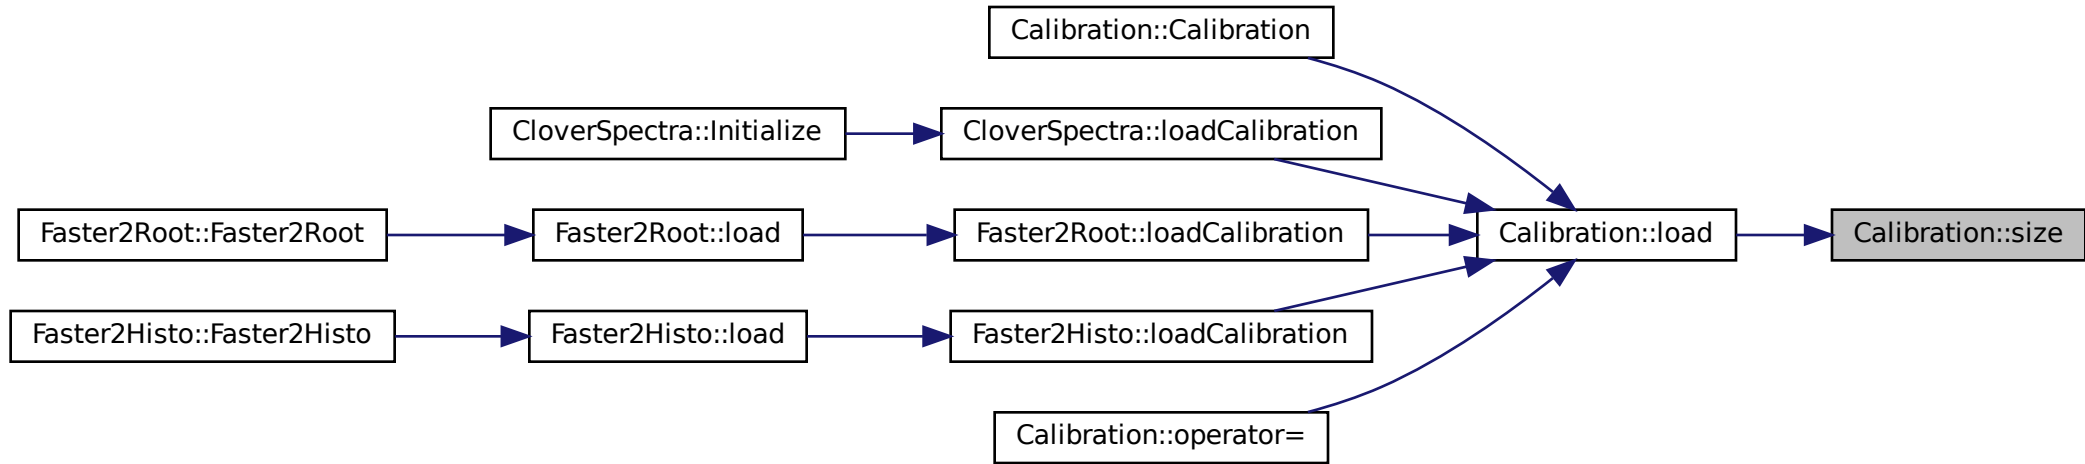 Calibration::Calibration
CloverSpectra::Initialize
CloverSpectra::loadCalibration
Faster2Root::Faster2Root
Faster2Root::load
Faster2Root::loadCalibration
Calibration::load
Calibration::size
Faster2Histo::Faster2Histo
Faster2Histo::load
Faster2Histo::loadCalibration
Calibration::operator=